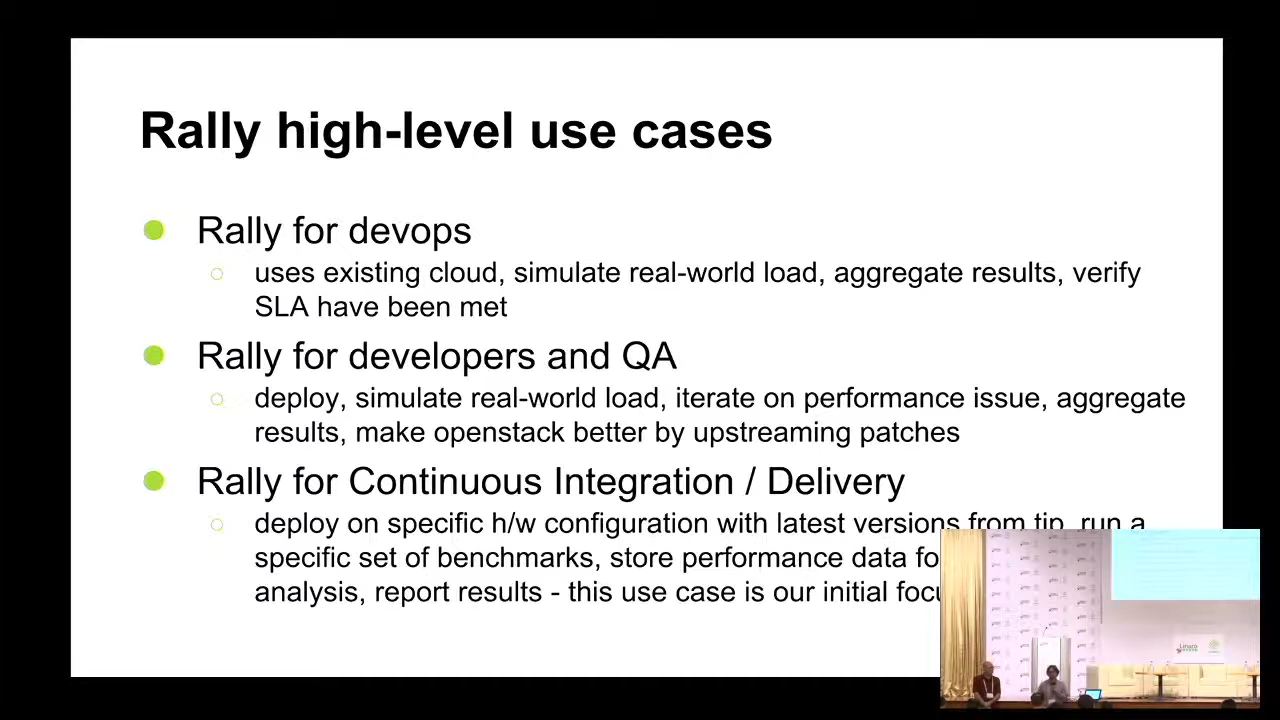 Rally high-level use cases
Rally for devops
uses existing cloud, simulate real-world load, aggregate results, verify
SLA have been met
Rally for developers and QA
deploy, simulate real-world load, iterate on performance issue, aggregate
results, make openstack better by upstreaming patches
Rally for Continuous Integration / Delivery
deploy on specific h/w configuration with latest versions from tip, run a
specific set of benchmarks, store performance data
analysis, report results - this use case is our initial
Linaro